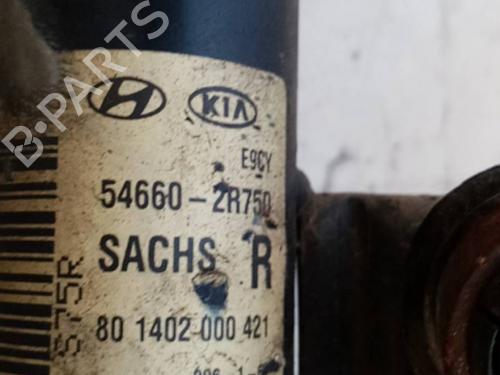 B-PARTS
KIA
E9CY
54660-2R750
SACHS R
80 1402 000 421
S75R